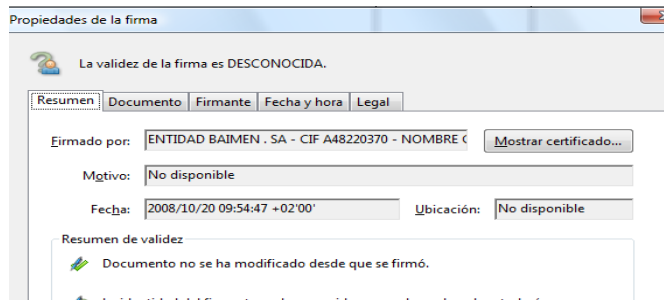 Propiedades de la firma
La validez de la firma es DESCONOCIDA.
Resumen Documento Firmante Fecha y hora Legal
Firmado por: ENTIDAD BAIMEN . SA - CIF A48220370 - NOMBRE Mostrar certificado...
Motivo: No disponible
Fecha: 2008/10/20 09:54:47 +02'00' Ubicación: No disponible
Resumen de validez
Documento no se ha modificado desde que se firmó.